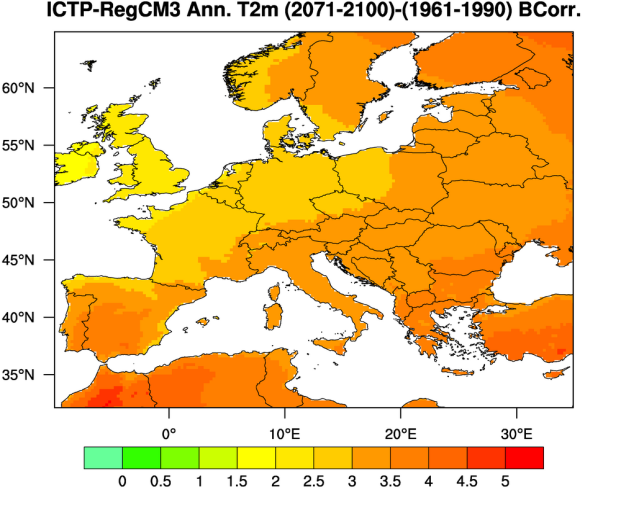 ICTP-RegCM3 Ann. T2m (2071-2100)-(1961-1990) BCorr.
60°N
55°N
50°N
45°N
40°N
35°N
0° 10°E 20°E 30°E
0 0.5 1 1.5 2 2.5 3 3.5 4 4.5 5